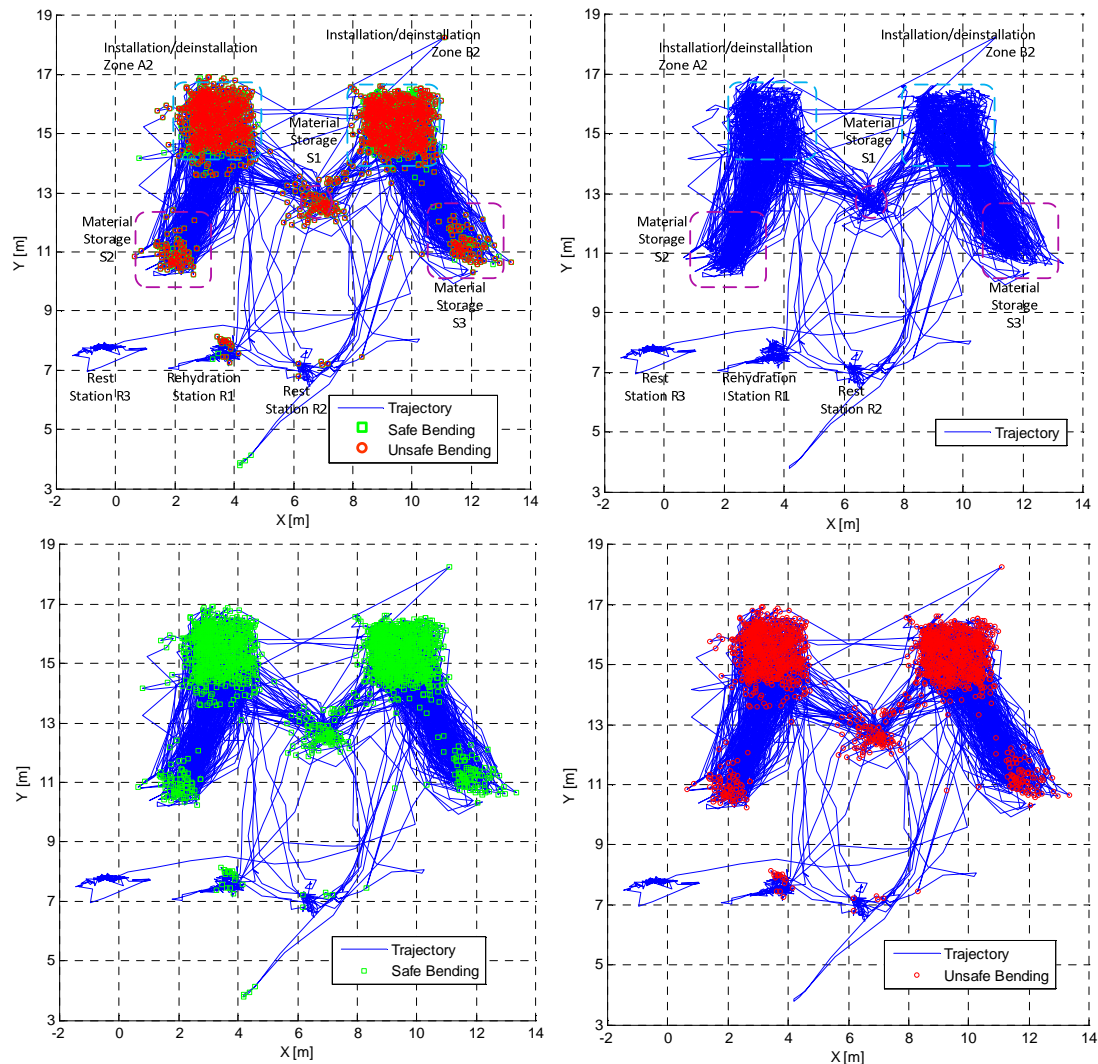 19
17
15
13
11
9
7
5
3
Y [m]
-2
0
2
4
6
8
10
12
14
X [m]
Installation/deinstallation
Zone A2
Installation/deinstallation
Zone B2
Material
Storage
S1
Material
Storage
S2
Material
Storage
S3
Rest
Station R3
Rehydration
Station R1
Rest
Station R2
Trajectory
Safe Bending
Unsafe Bending
19
17
15
13
11
9
7
5
3
Y [m]
-2
0
2
4
6
8
10
12
14
X [m]
Installation/deinstallation
Zone A2
Installation/deinstallation
Zone B2
Material
Storage
S1
Material
Storage
S2
Material
Storage
S3
Rest
Station R3
Rehydration
Station R1
Rest
Station R2
Trajectory
19
17
15
13
11
9
7
5
3
Y [m]
-2
0
2
4
6
8
10
12
14
X [m]
Trajectory
Safe Bending
19
17
15
13
11
9
7
5
3
Y [m]
-2
0
2
4
6
8
10
12
14
X [m]
Trajectory
Unsafe Bending